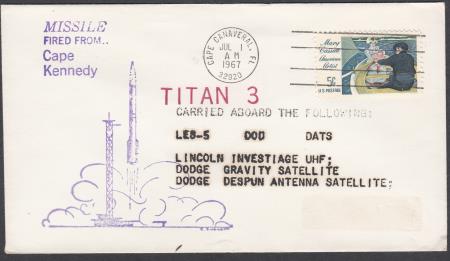 MISSILE
FIRED FROM..
Cape
Kennedy
CAPE CANAVERAL, FL
JUL 1
AM
1967
32920
Mary
Cassatt
American
Artist
5¢
U.S. POSTAGE
TITAN 3
CARRIED ABOARD THE FOLLOWING:
LES-5 DOD DATS
LINCOLN INVESTIAGE UHF;
DODGE GRAVITY SATELLITE
DODGE DESPUN ANTENNA SATELLITE;